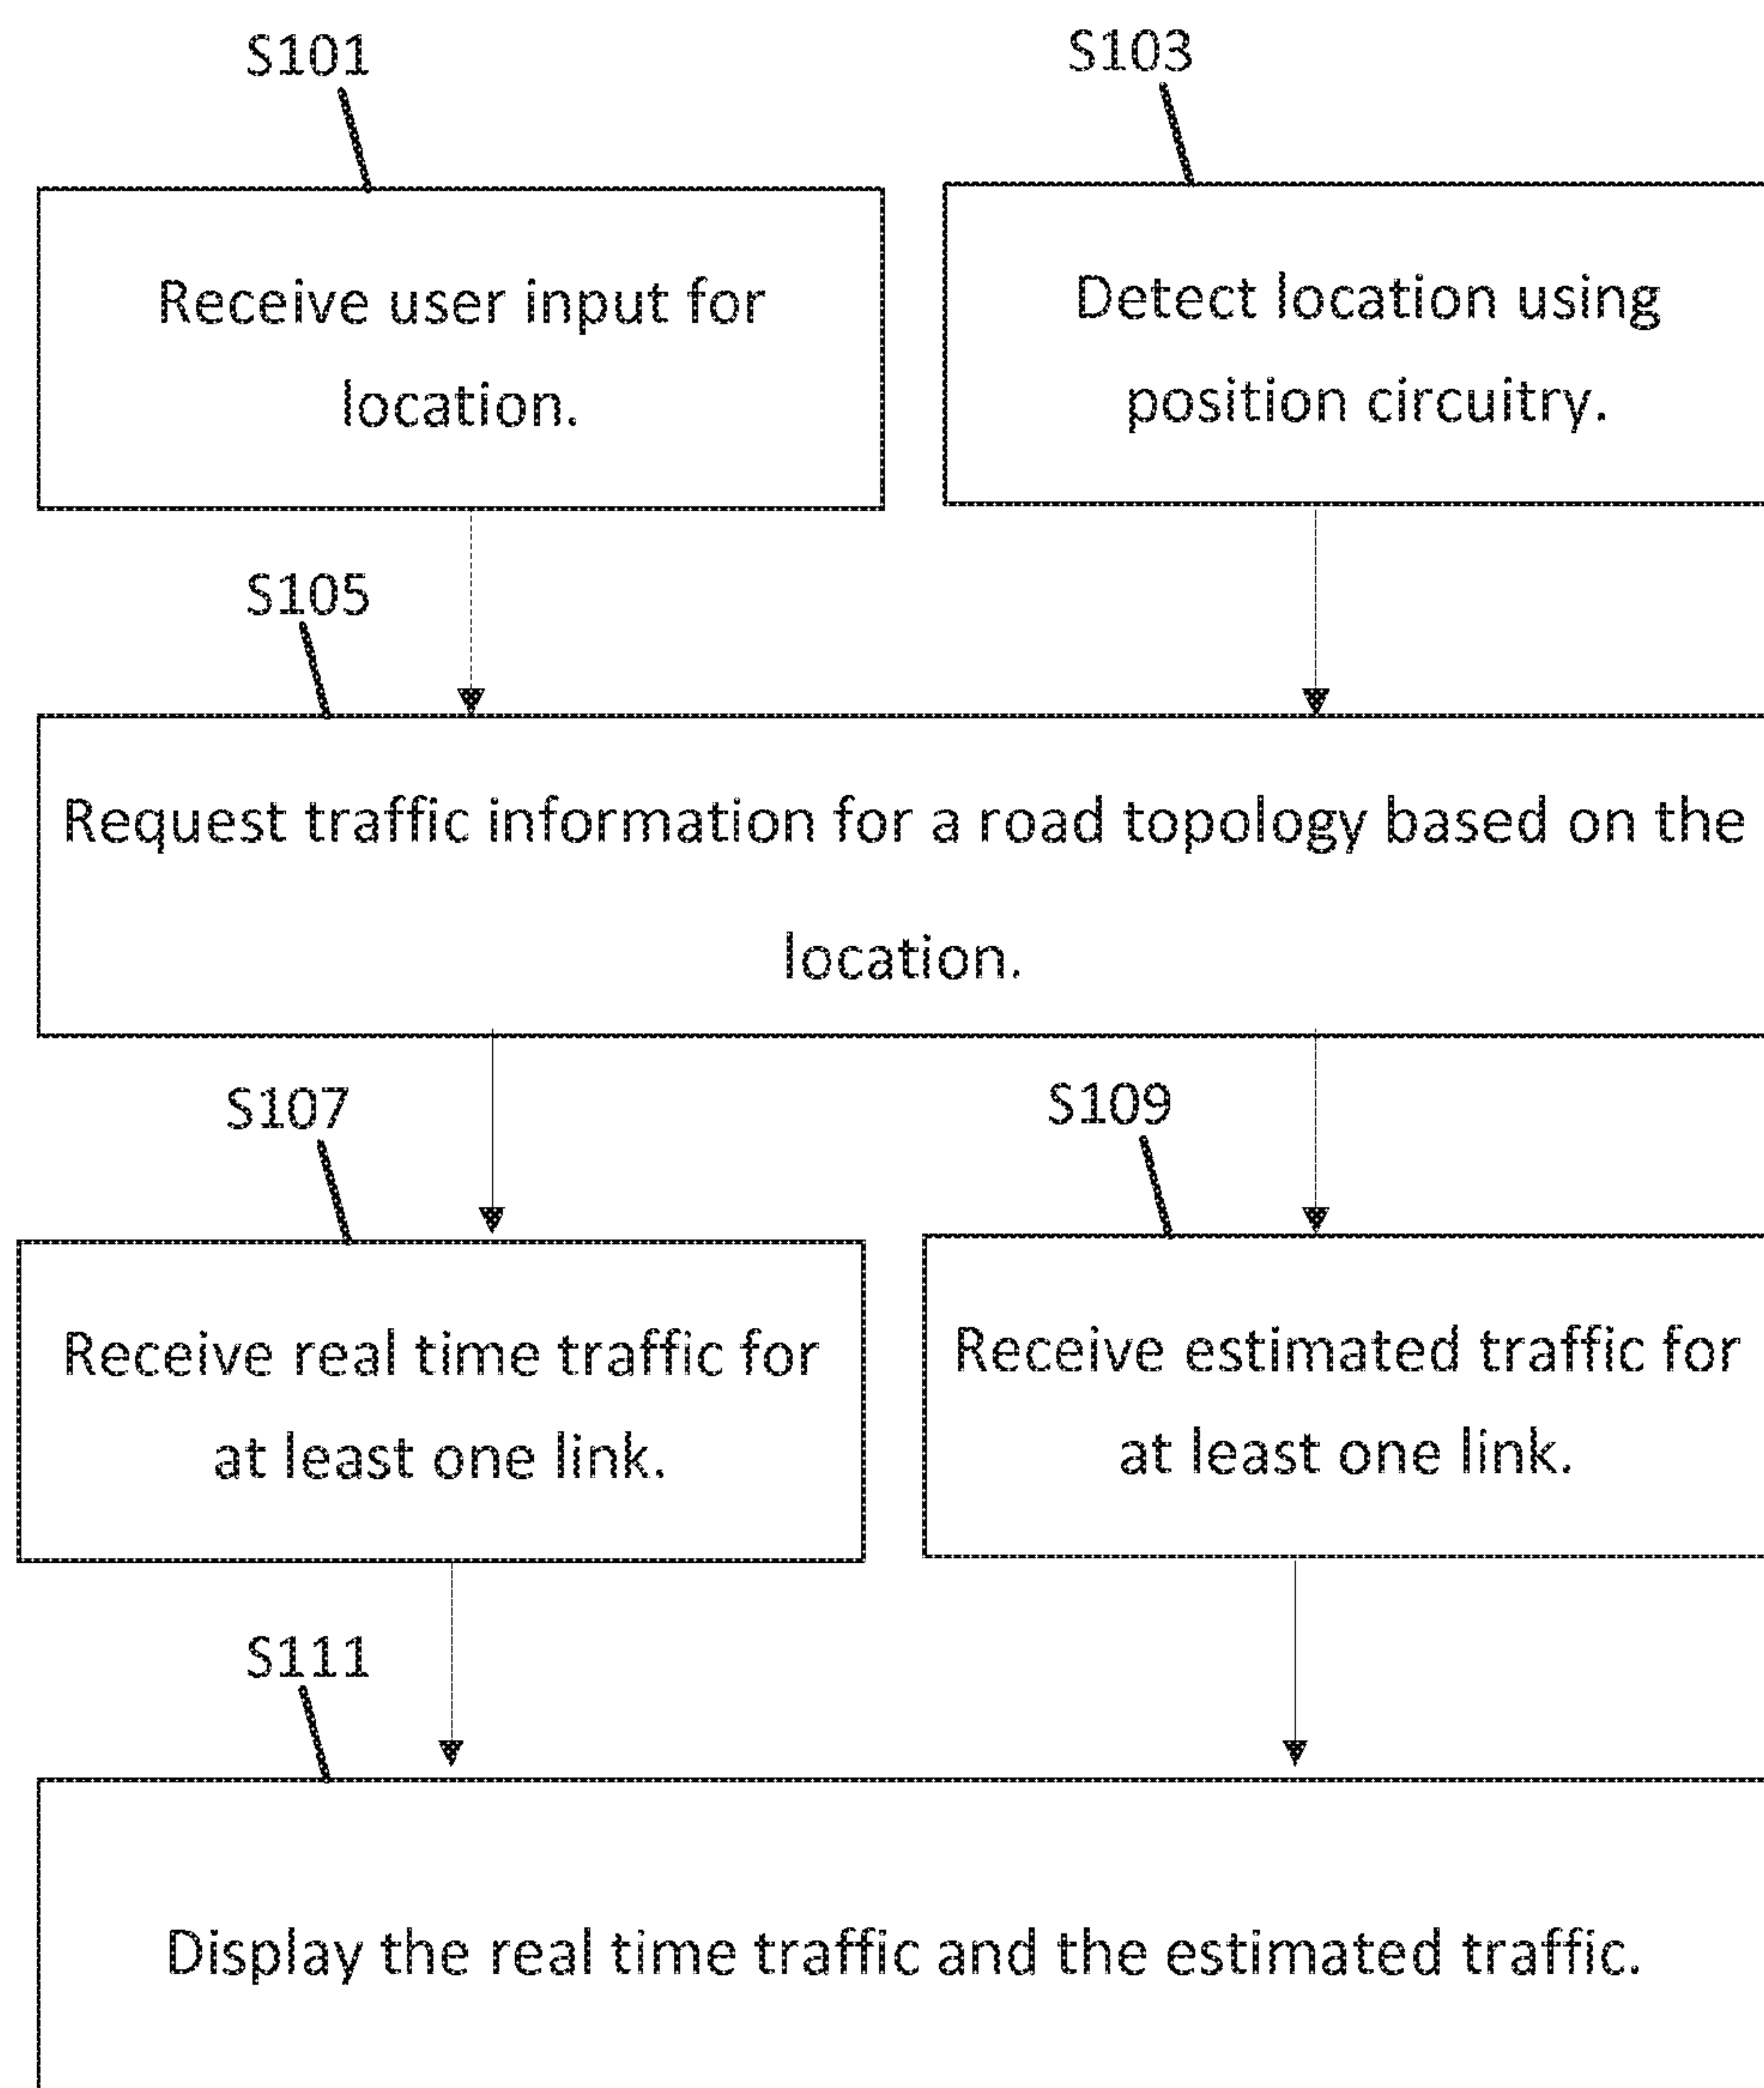 S101
S103
Receive user input for
location.
Detect location using
position circuitry.
S105
Request traffic information for a road topology based on the
location.
S107
S109
Receive real time traffic for
at least one link.
Receive estimated traffic for
at least one link.
S111
Display the real time traffic and the estimated traffic.